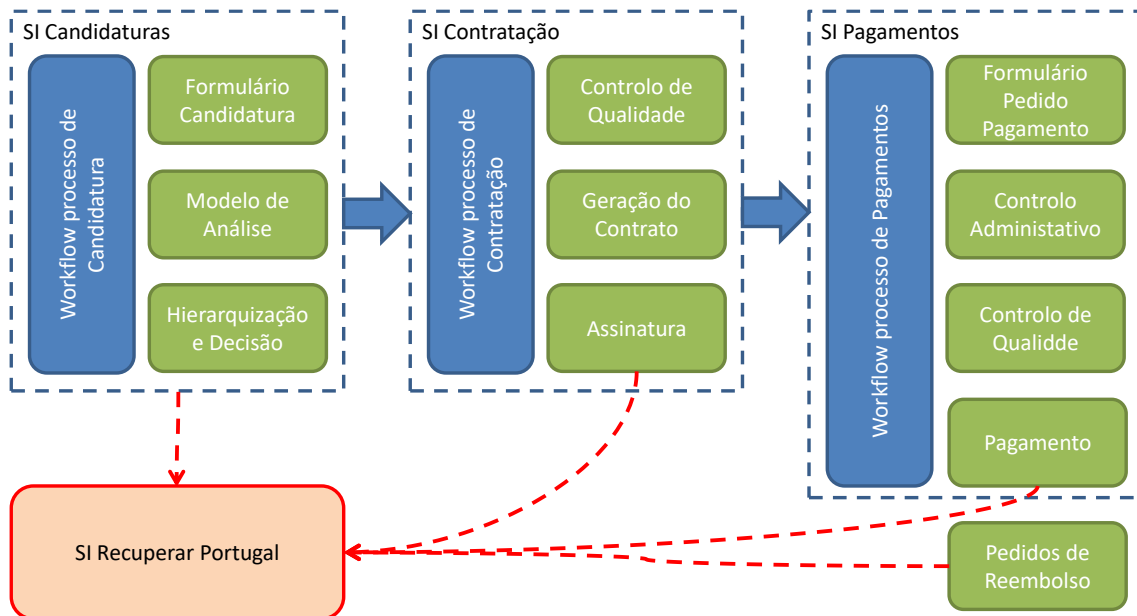 SI Candidaturas
Workflow processo de
Candidatura
Formulário
Candidatura
Modelo de
Análise
Hierarquização
e Decisão
SI Contratação
Workflow processo de
Contratação
Controlo de
Qualidade
Geração do
Contrato
Assinatura
SI Pagamentos
Workflow processo de Pagamentos
Formulário
Pedido
Pagamento
Controlo
Administativo
Controlo de
Qualidde
Pagamento
SI Recuperar Portugal
Pedidos de
Reembolso